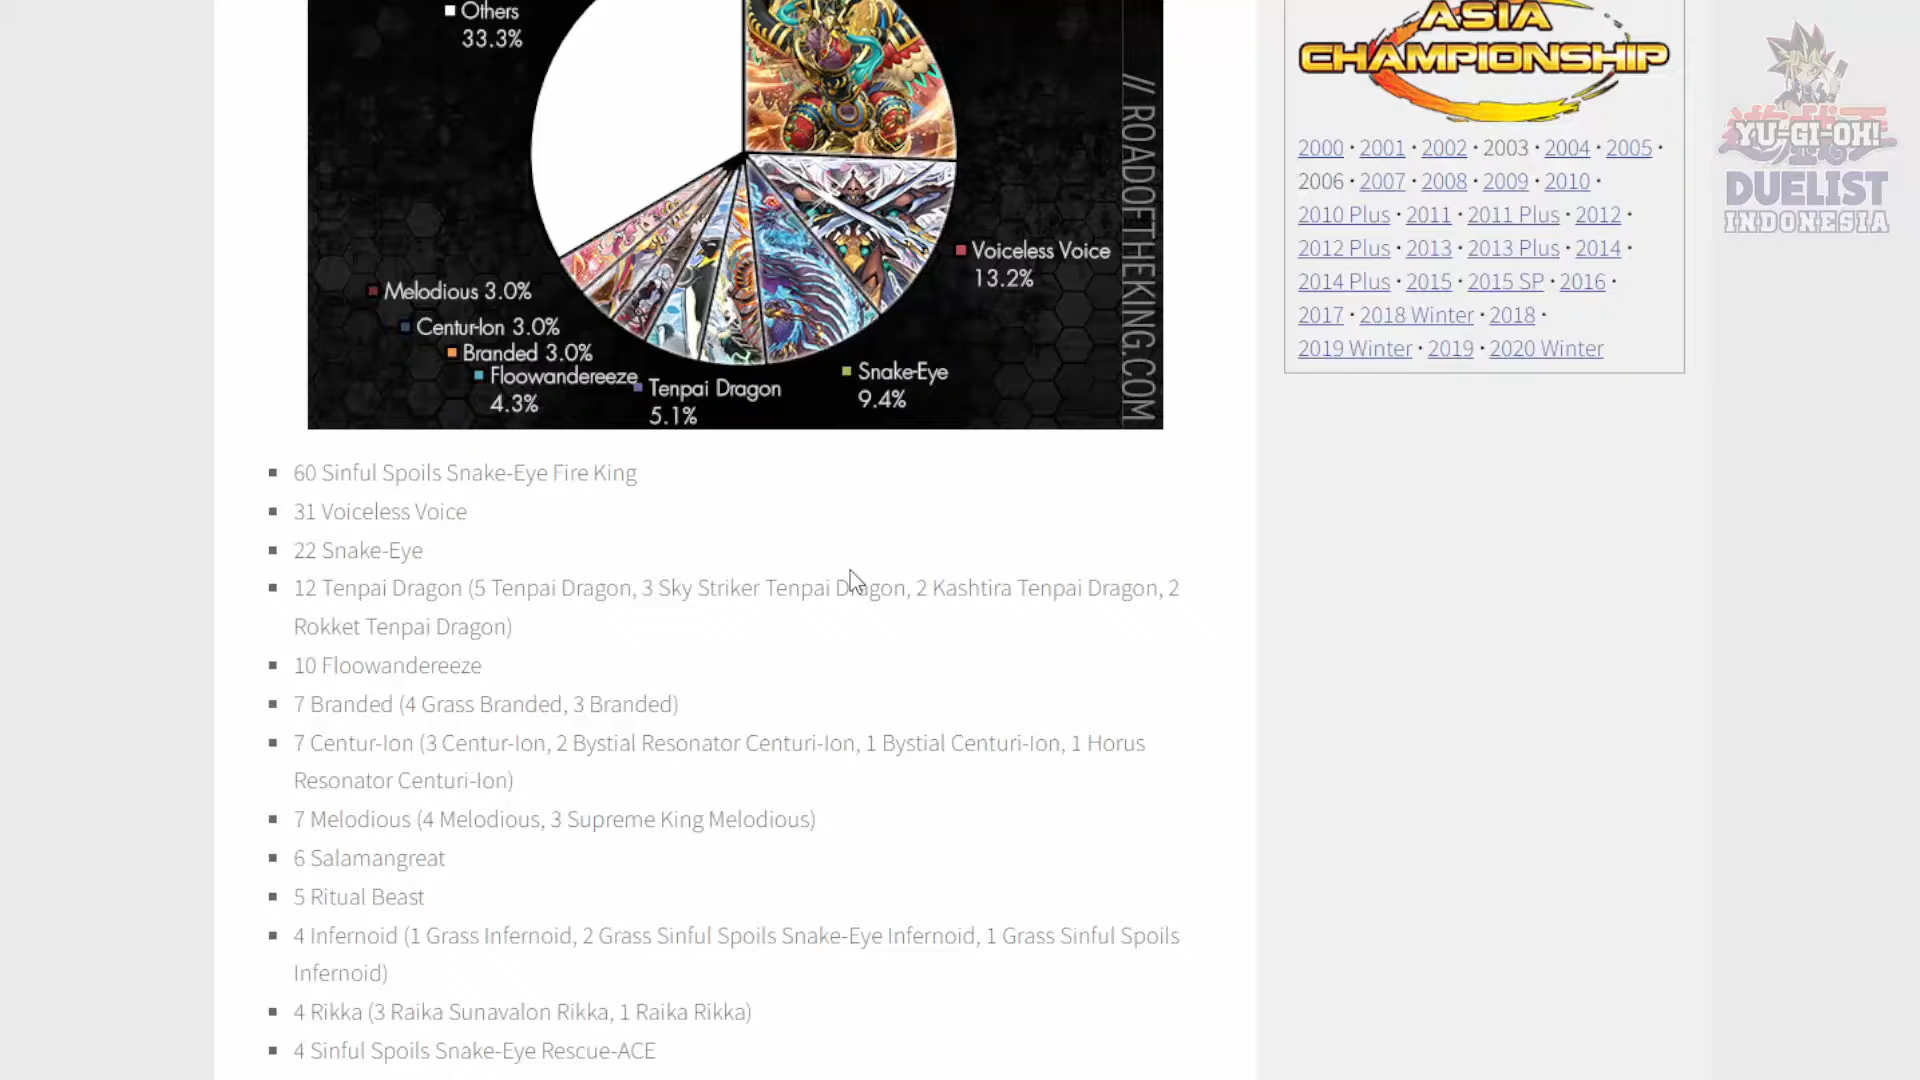 Others
33.3%
Voiceless Voice
13.2%
Melodious 3.0%
Centur-Ion 3.0%
Branded 3.0%
Floowandereeze
4.3%
Tenpai Dragon
5.1%
Snake-Eye
9.4%
// ROADOFTHEKING.COM
60 Sinful Spoils Snake-Eye Fire King
31 Voiceless Voice
22 Snake-Eye
12 Tenpai Dragon (5 Tenpai Dragon, 3 Sky Striker Tenpai Dragon, 2 Kashtira Tenpai Dragon, 2
Rokket Tenpai Dragon)
10 Floowandereeze
7 Branded (4 Grass Branded, 3 Branded)
7 Centur-Ion (3 Centur-Ion, 2 Bystial Resonator Centuri-Ion, 1 Bystial Centuri-Ion, 1 Horus
Resonator Centuri-Ion)
7 Melodious (4 Melodious, 3 Supreme King Melodious)
6 Salamangreat
5 Ritual Beast
4 Infernoid (1 Grass Infernoid, 2 Grass Sinful Spoils Snake-Eye Infernoid, 1 Grass Sinful Spoils
Infernoid)
4 Rikka (3 Raika Sunavalon Rikka, 1 Raika Rikka)
4 Sinful Spoils Snake-Eye Rescue-ACE
ASIA
CHAMPIONSHIP
2000 · 2001 · 2002 · 2003 · 2004 · 2005 ·
2006 · 2007 · 2008 · 2009 · 2010 ·
2010 Plus · 2011 · 2011 Plus · 2012 ·
2012 Plus · 2013 · 2013 Plus · 2014 ·
2014 Plus · 2015 · 2015 SP · 2016 ·
2017 · 2018 Winter · 2018 ·
2019 Winter · 2019 · 2020 Winter
YU-GI-OH!
DUELIST
INDONESIA